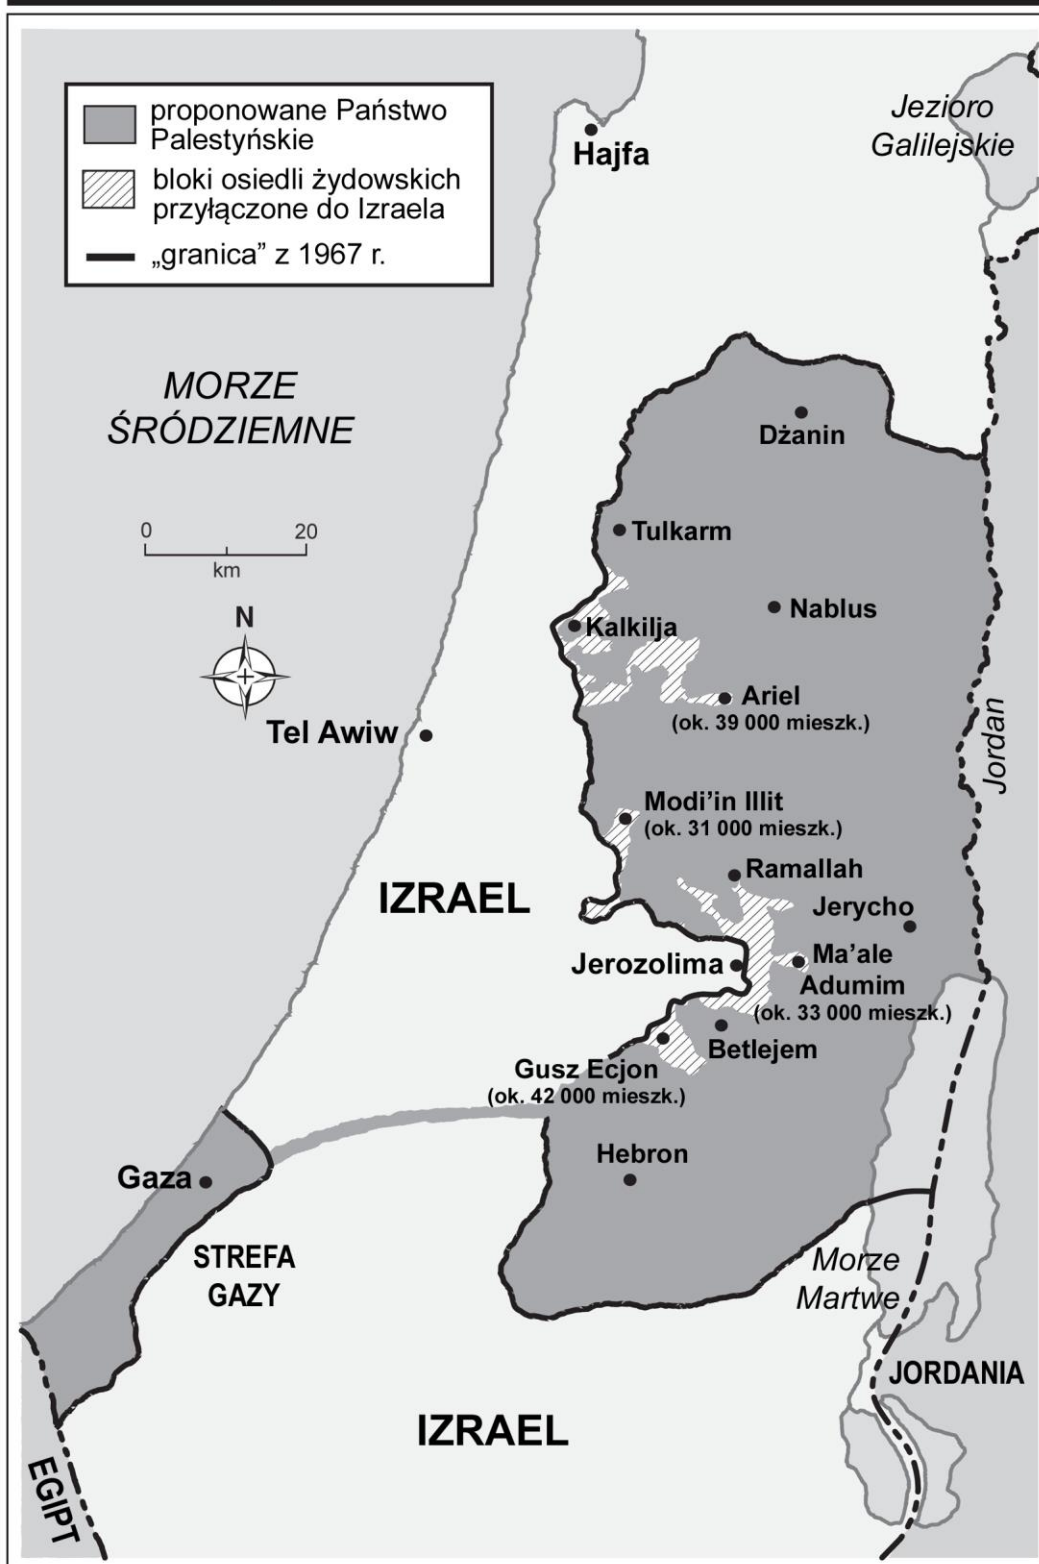 proponowane Państwo
Palestyńskie
bloki osiedli żydowskich
przyłączone do Izraela
„granica” z 1967 r.
Jezioro
Galilejskie
Hajfa
MORZE
ŚRÓDZIEMNE
Dżanin
0 20
km
Tulkarm
N
Nablus
Kalkilja
Ariel
(ok. 39 000 mieszk.)
Tel Awiw
Jordan
Modi’in Illit
(ok. 31 000 mieszk.)
Ramallah
IZRAEL
Jerycho
Jerozolima
Ma’ale
Adumim
(ok. 33 000 mieszk.)
Betlejem
Gusz Ecjon
(ok. 42 000 mieszk.)
Hebron
Gaza
STREFA
GAZY
Morze
Martwe
JORDANIA
IZRAEL
EGIPT